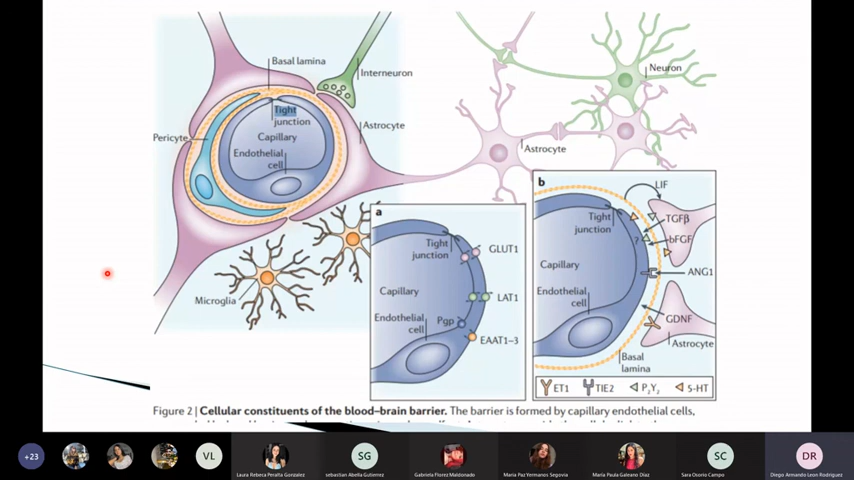 Basal lamina
Interneuron
Neuron
Tight
junction
Pericyte
Capillary
Astrocyte
Endothelial
cell
Astrocyte
Microglia
a
Tight
junction
GLUT1
Capillary
LAT1
Endothelial
cell
Pgp
EAAT1–3
b
LIF
Tight
junction
TGFβ
?
bFGF
Capillary
ANG1
Endothelial
cell
GDNF
Astrocyte
Basal
lamina
ET1 TIE2 P2Y2 5-HT
Figure 2 | Cellular constituents of the blood–brain barrier. The barrier is formed by capillary endothelial cells,
+23
VL
Laura Rebeca Peralta Gonzalez
SG
sebastian Abella Gutierrez
Gabriela Florez Maldonado
Maria Paz Yermanos Segovia
María Paula Galeano Díaz
SC
Sara Osorio Campo
DR
Diego Armando Leon Rodriguez